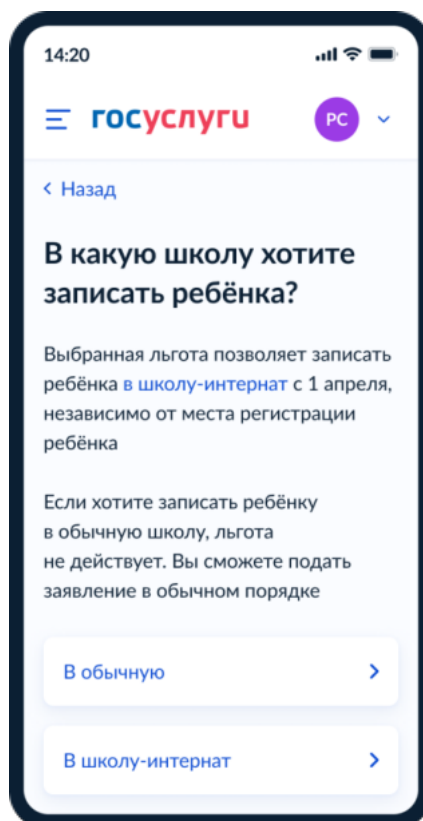 14:20
госуслуги
РС
Назад
В какую школу хотите
записать ребёнка?
Выбранная льгота позволяет записать
ребёнка в школу-интернат с 1 апреля,
независимо от места регистрации
ребёнка
Если хотите записать ребёнку
в обычную школу, льгота
не действует. Вы сможете подать
заявление в обычном порядке
В обычную
В школу-интернат